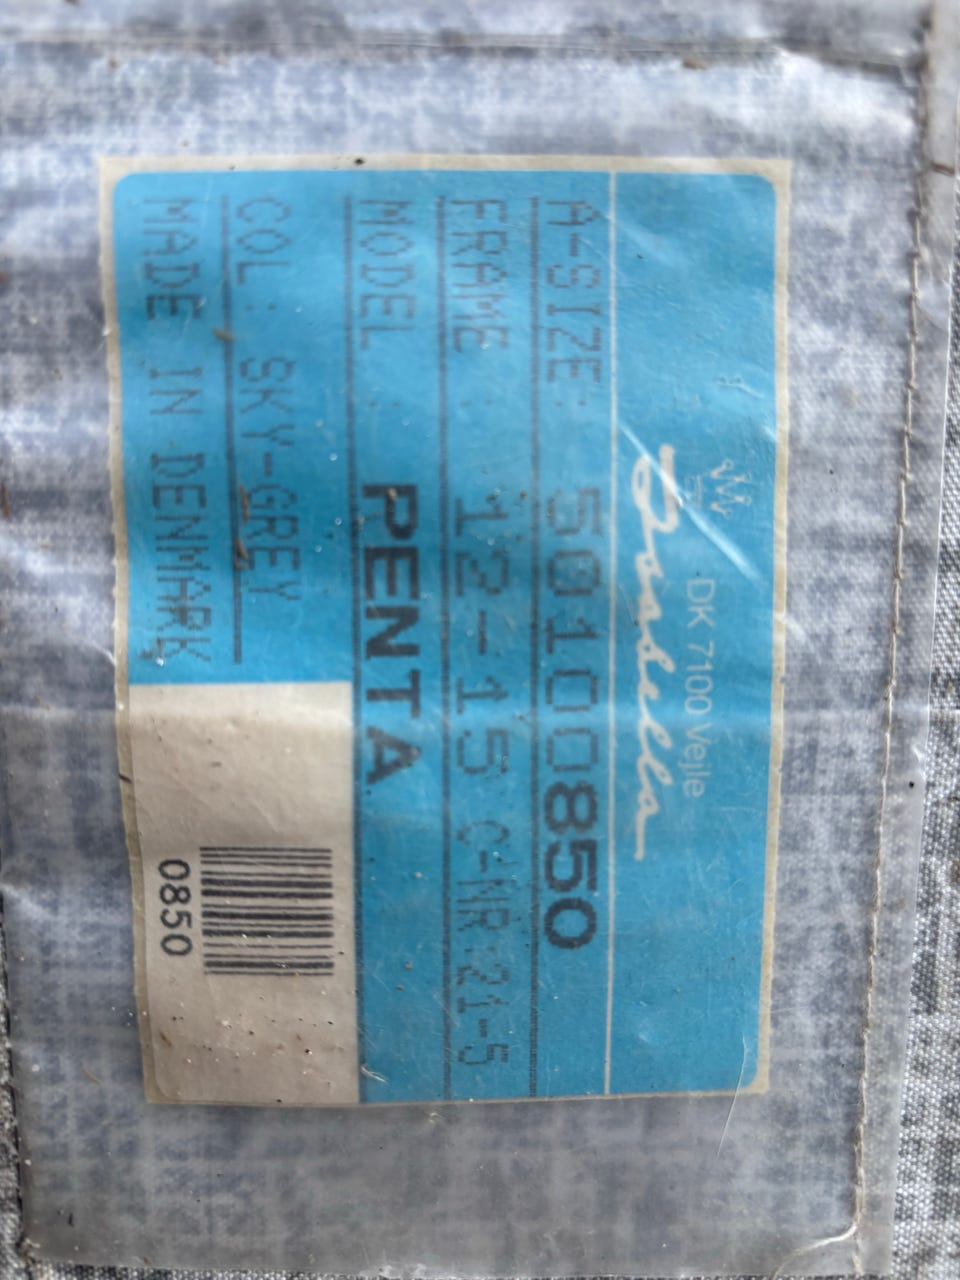 Isabella
DK 7100 Vejle
A-SIZE : 50100850
FRAME : 12-15 C-NR:21-5
MODEL : PENTA
COL : SKY-GREY
MADE IN DENMARK
0850